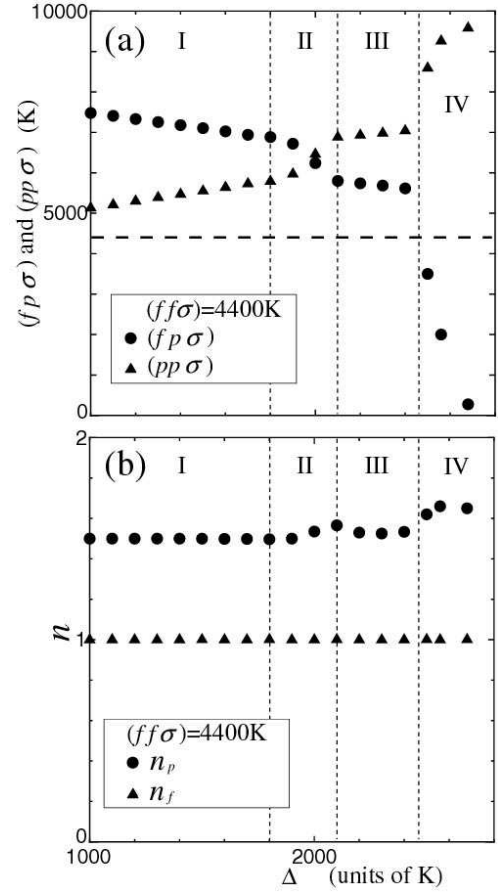 (a)
I
II
III
IV
10000
5000
0
(fpσ) and (ppσ) (K)
(ffσ)=4400K
(fpσ)
(ppσ)
(b)
I
II
III
IV
2
1
0
n
(ffσ)=4400K
n_p
n_f
1000
2000
Δ (units of K)